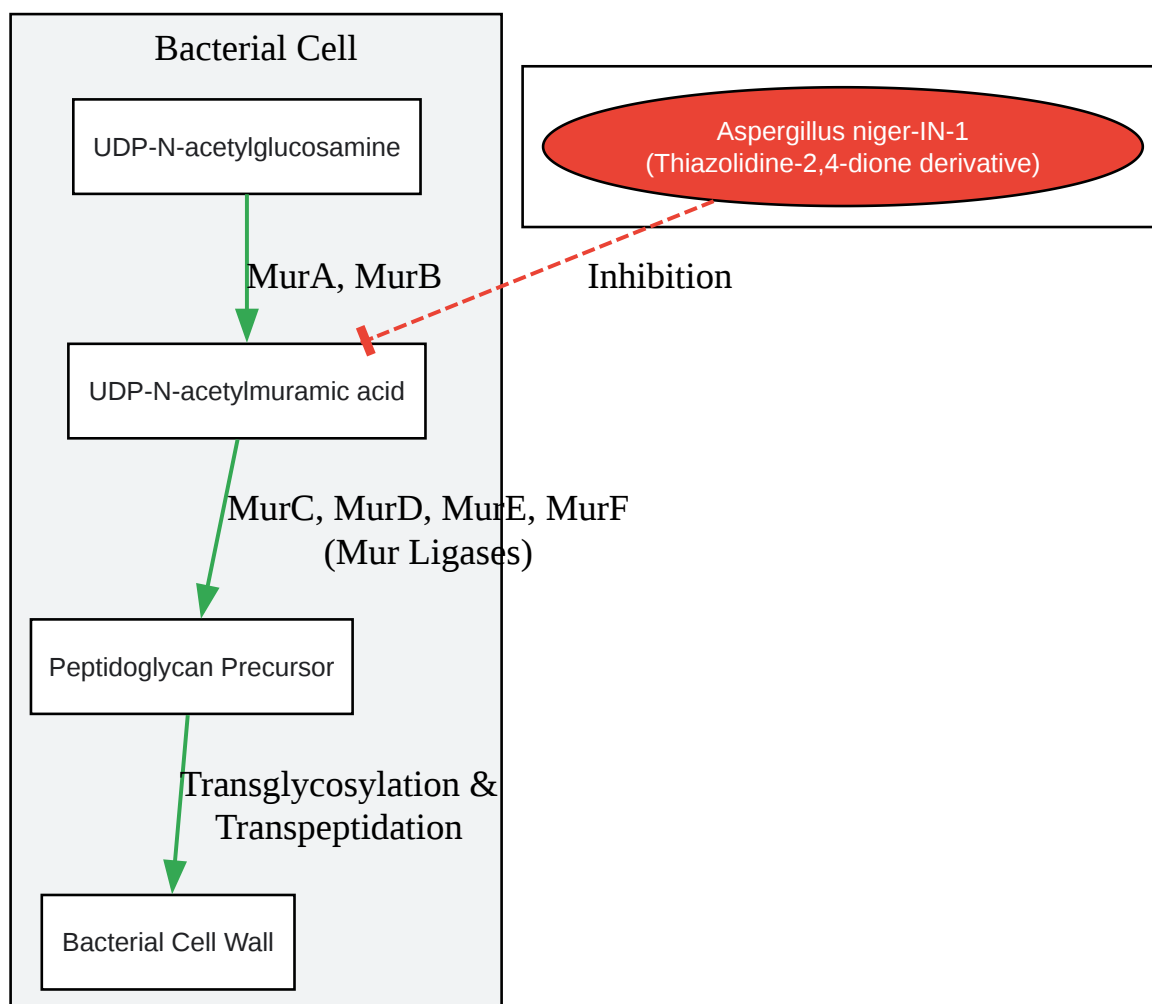 Bacterial Cell
UDP-N-acetylglucosamine
Aspergillus niger-IN-1
(Thiazolidine-2,4-dione derivative)
MurA, MurB
Inhibition
UDP-N-acetylmuramic acid
MurC, MurD, MurE, MurF
(Mur Ligases)
Peptidoglycan Precursor
Transglycosylation &
Transpeptidation
Bacterial Cell Wall